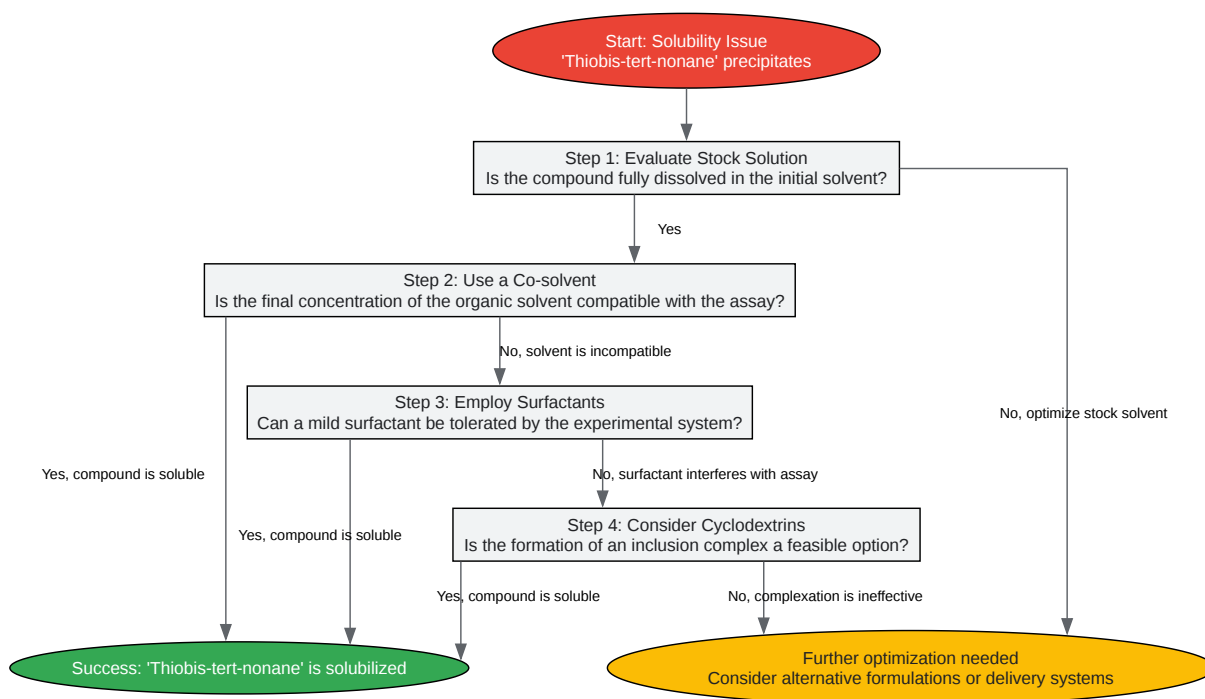 Start: Solubility Issue
'Thiobis-tert-nonane' precipitates
Step 1: Evaluate Stock Solution
Is the compound fully dissolved in the initial solvent?
Yes
Step 2: Use a Co-solvent
Is the final concentration of the organic solvent compatible with the assay?
No, solvent is incompatible
Step 3: Employ Surfactants
Can a mild surfactant be tolerated by the experimental system?
No, optimize stock solvent
Yes, compound is soluble
No, surfactant interferes with assay
Step 4: Consider Cyclodextrins
Is the formation of an inclusion complex a feasible option?
Yes, compound is soluble
Yes, compound is soluble
No, complexation is ineffective
Success: 'Thiobis-tert-nonane' is solubilized
Further optimization needed
Consider alternative formulations or delivery systems